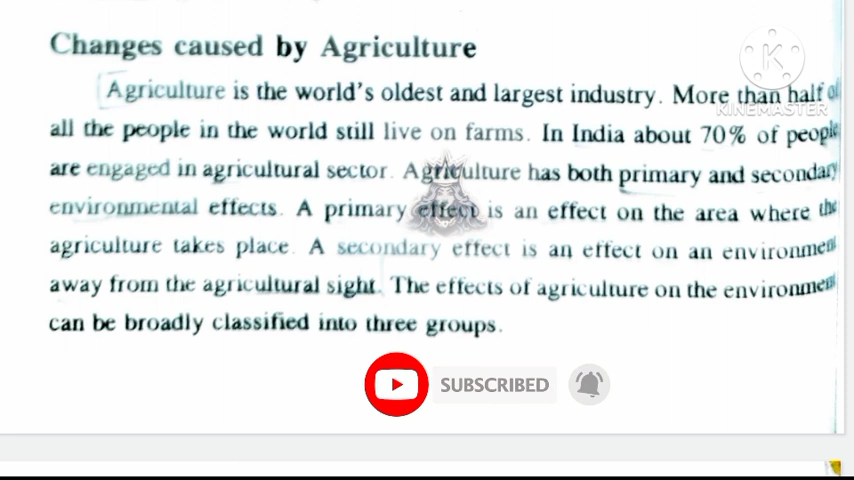 Changes caused by Agriculture
Agriculture is the world's oldest and largest industry. More than half of
KINEMASTER
all the people in the world still live on farms. In India about 70% of people
are engaged in agricultural sector. Agriculture has both primary and secondary
environmental effects. A primary effect is an effect on the area where the
agriculture takes place. A secondary effect is an effect on an environment
away from the agricultural sight. The effects of agriculture on the environment
can be broadly classified into three groups.
SUBSCRIBED